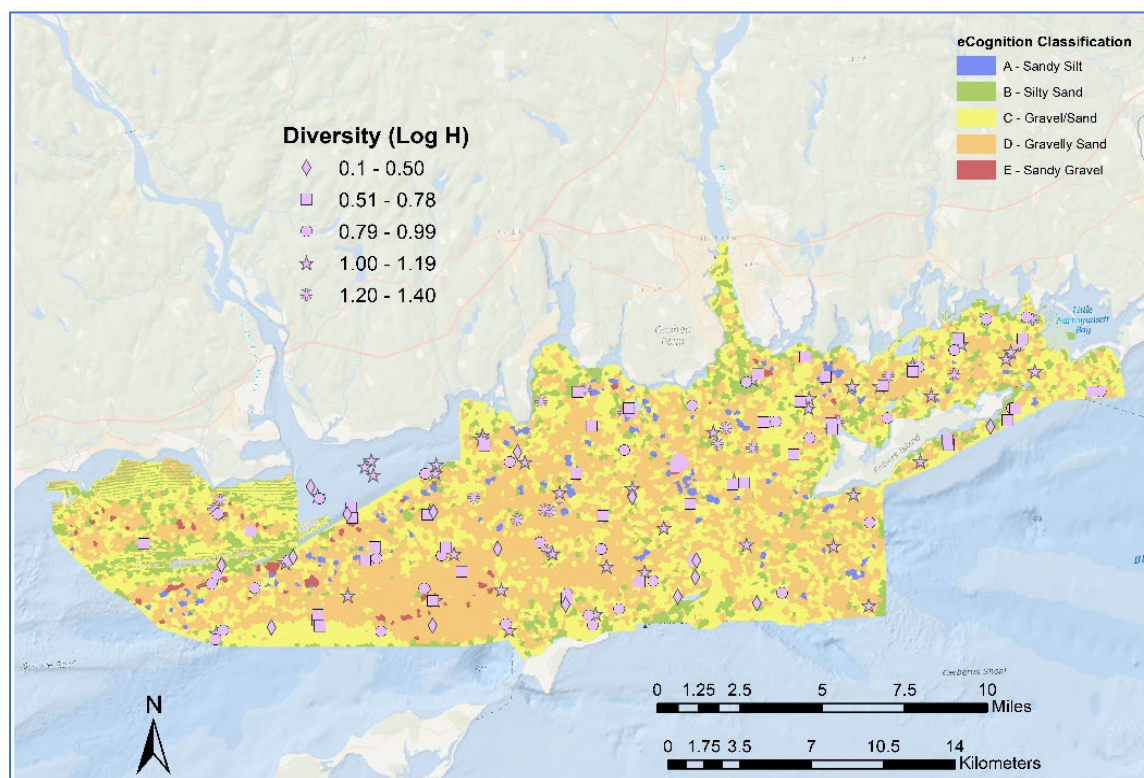 eCognition Classification
A - Sandy Silt
B - Silty Sand
C - Gravel/Sand
D - Gravelly Sand
E - Sandy Gravel
Diversity (Log H)
0.1 - 0.50
0.51 - 0.78
0.79 - 0.99
1.00 - 1.19
1.20 - 1.40
Little
Narragansett
Bay
Fishers Island
Cerberus Shoal
N
0 1.25 2.5 5 7.5 10
Miles
0 1.75 3.5 7 10.5 14
Kilometers